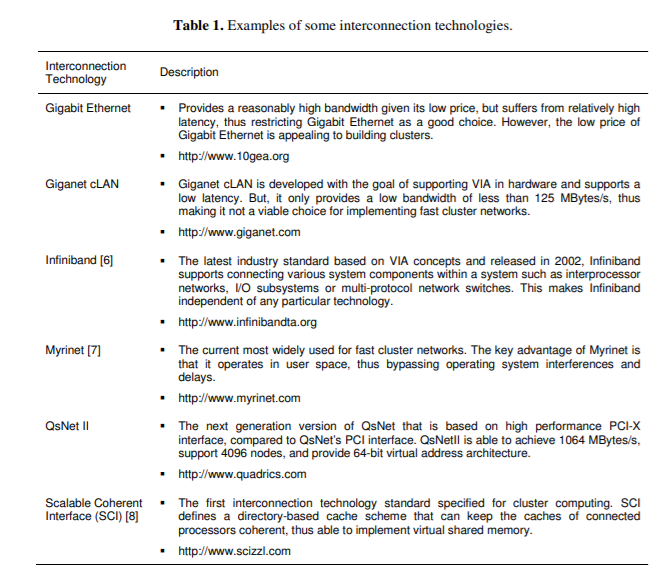 Table 1. Examples of some interconnection technologies.
Interconnection
Technology
Description
Gigabit Ethernet
▪ Provides a reasonably high bandwidth given its low price, but suffers from relatively high
latency, thus restricting Gigabit Ethernet as a good choice. However, the low price of
Gigabit Ethernet is appealing to building clusters.
▪ http://www.10gea.org
Giganet cLAN
▪ Giganet cLAN is developed with the goal of supporting VIA in hardware and supports a
low latency. But, it only provides a low bandwidth of less than 125 MBytes/s, thus
making it not a viable choice for implementing fast cluster networks.
▪ http://www.giganet.com
Infiniband [6]
▪ The latest industry standard based on VIA concepts and released in 2002, Infiniband
supports connecting various system components within a system such as interprocessor
networks, I/O subsystems or multi-protocol network switches. This makes Infiniband
independent of any particular technology.
▪ http://www.infinibandta.org
Myrinet [7]
▪ The current most widely used for fast cluster networks. The key advantage of Myrinet is
that it operates in user space, thus bypassing operating system interferences and
delays.
▪ http://www.myrinet.com
QsNet II
▪ The next generation version of QsNet that is based on high performance PCI-X
interface, compared to QsNet's PCI interface. QsNetII is able to achieve 1064 MBytes/s,
support 4096 nodes, and provide 64-bit virtual address architecture.
▪ http://www.quadrics.com
Scalable Coherent
Interface (SCI) [8]
▪ The first interconnection technology standard specified for cluster computing. SCI
defines a directory-based cache scheme that can keep the caches of connected
processors coherent, thus able to implement virtual shared memory.
▪ http://www.scizzl.com